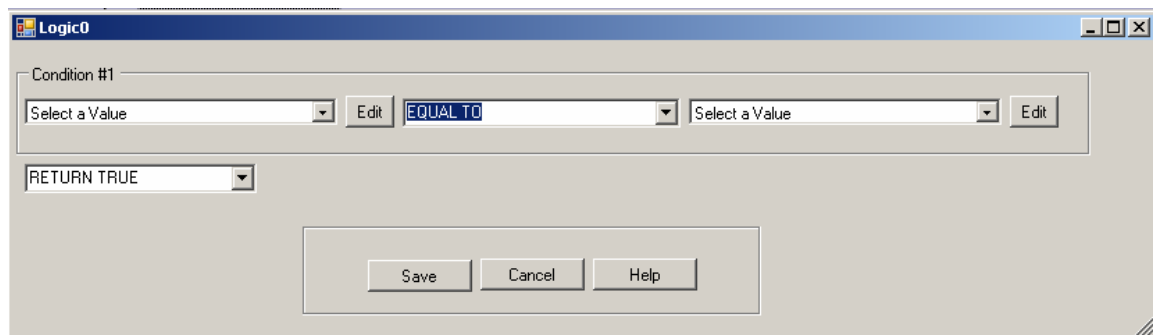 Logic0
Condition #1
Select a Value Edit EQUAL TO Select a Value Edit
RETURN TRUE
Save Cancel Help